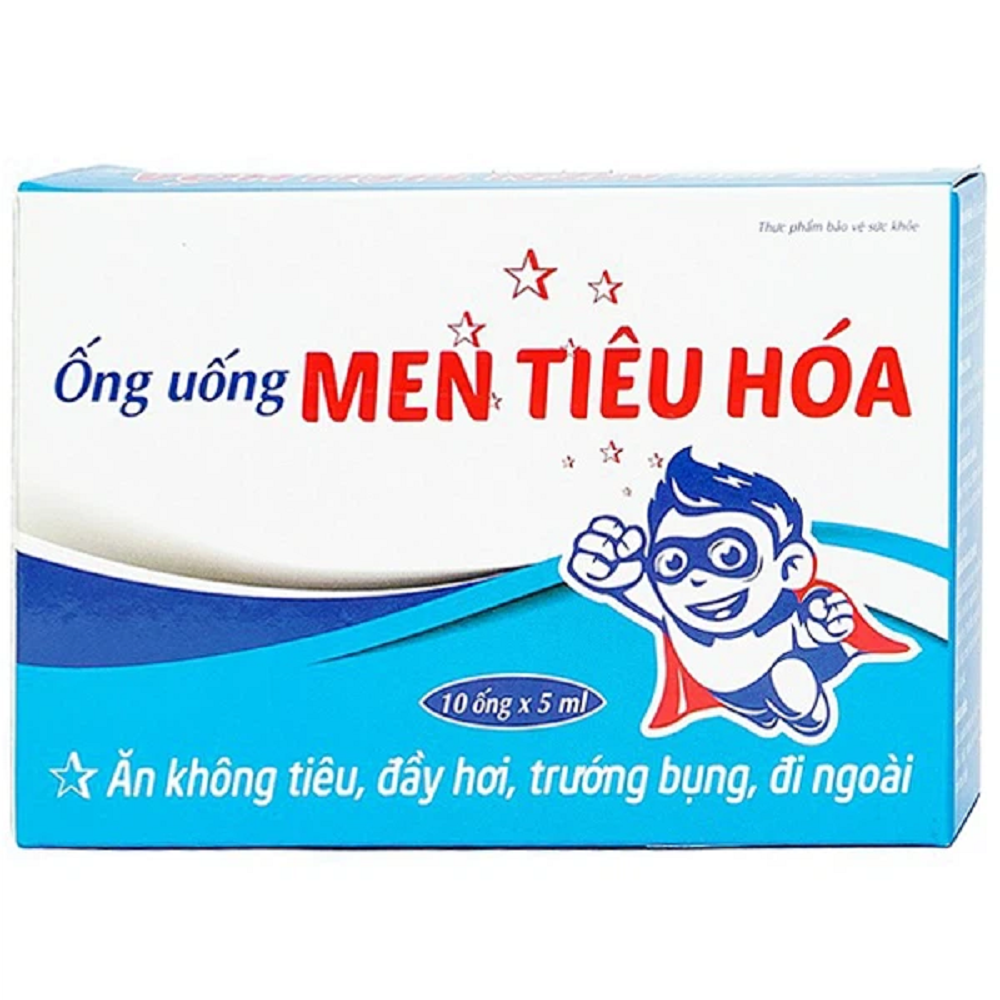 Thực phẩm bảo vệ sức khỏe
Ống uống MEN TIÊU HÓA
10 ống x 5 ml
Ăn không tiêu, đầy hơi, trướng bụng, đi ngoài